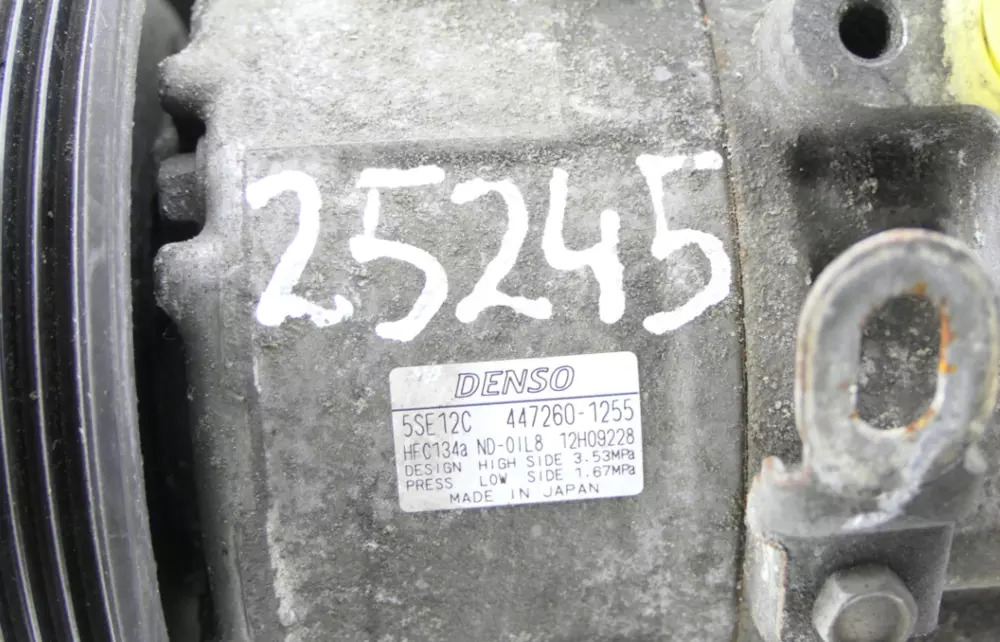 25245
DENSO
5SE12C 447260-1255
HFC134a ND-OIL8 12H09228
DESIGN HIGH SIDE 3.53MPa
PRESS LOW SIDE 1.67MPa
MADE IN JAPAN